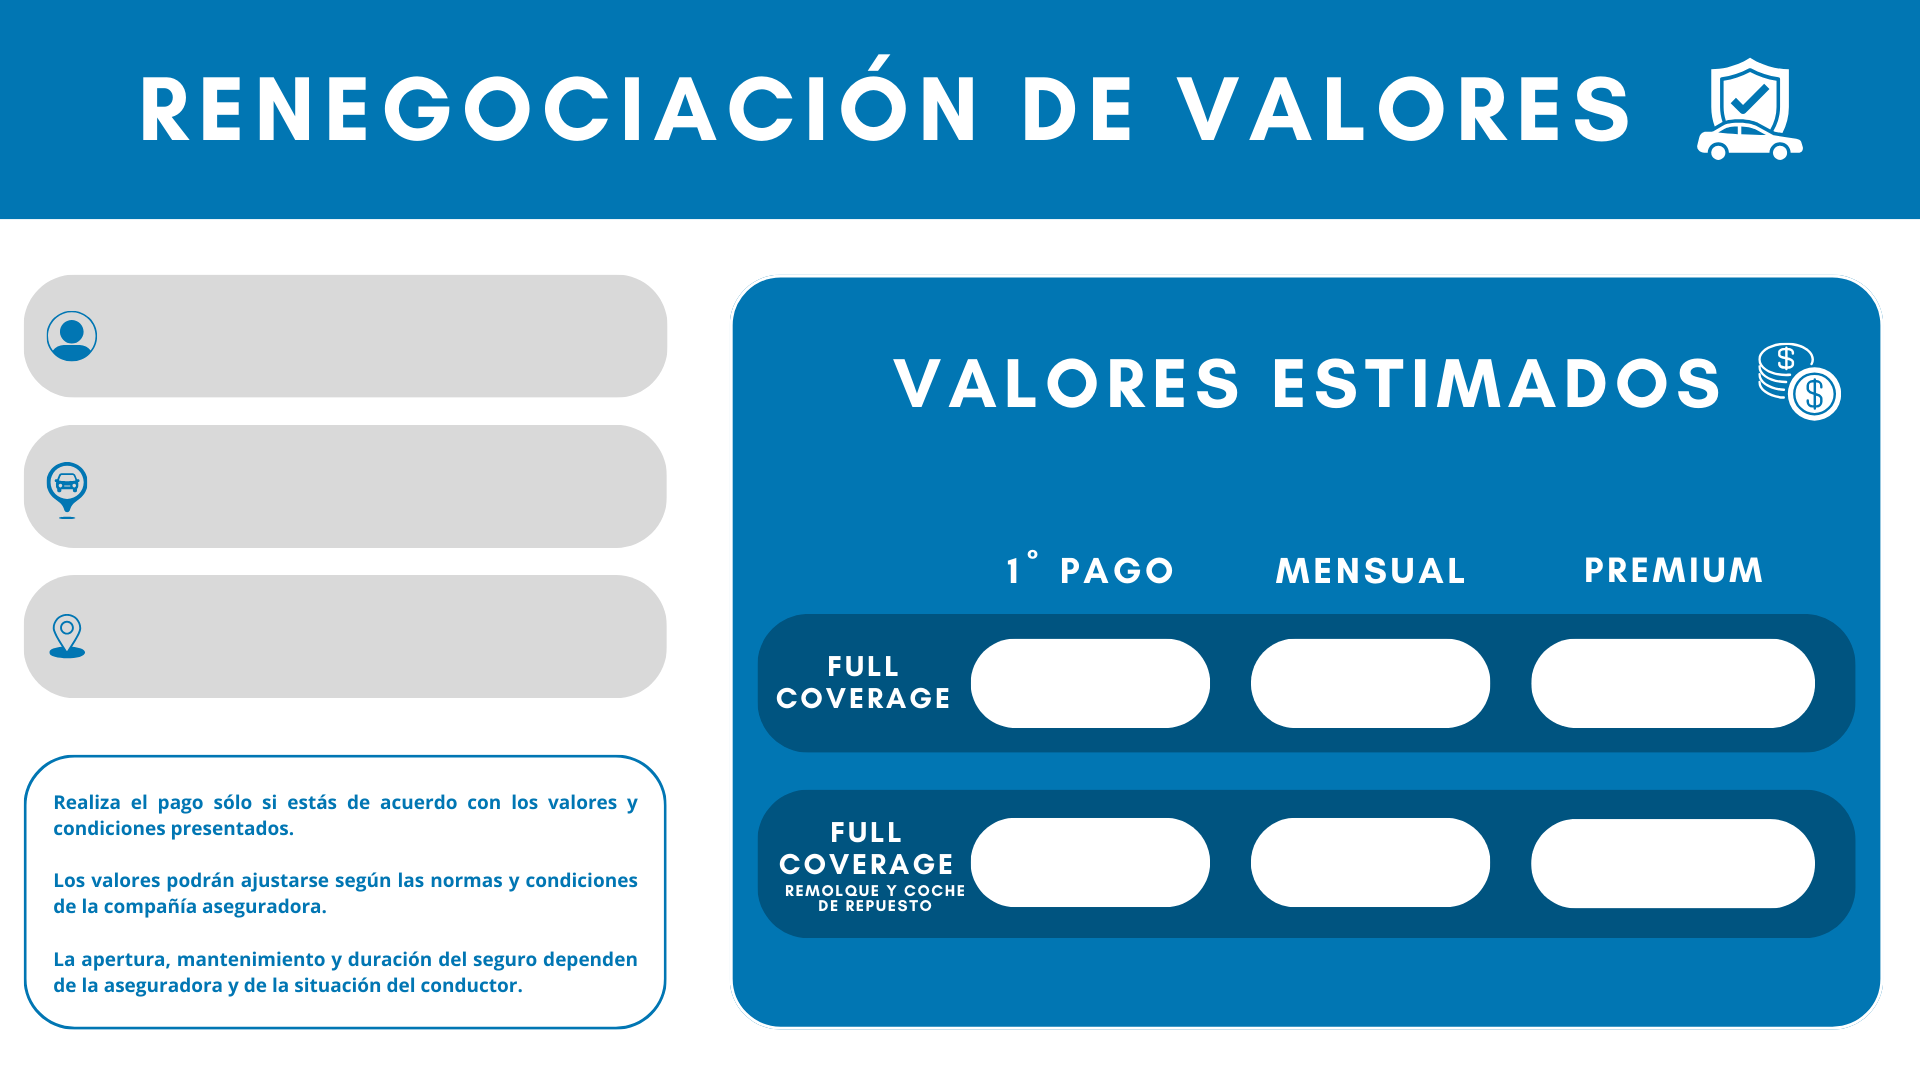 RENEGOCIACIÓN DE VALORES
Realiza el pago sólo si estás de acuerdo con los valores y
condiciones presentados.
Los valores podrán ajustarse según las normas y condiciones
de la compañía aseguradora.
La apertura, mantenimiento y duración del seguro dependen
de la aseguradora y de la situación del conductor.
VALORES ESTIMADOS
$
$
1° PAGO MENSUAL PREMIUM
FULL
COVERAGE
FULL
COVERAGE
REMOLQUE Y COCHE
DE REPUESTO